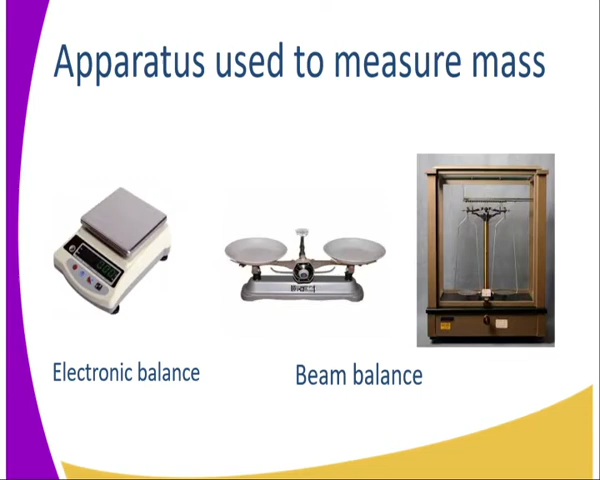 Apparatus used to measure mass
Electronic balance
Beam balance